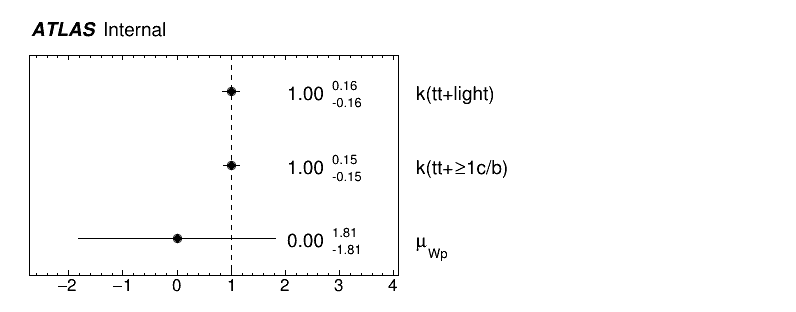 ATLAS Internal
1.00 0.16 -0.16 k(tt+light)
1.00 0.15 -0.15 k(tt+≥1c/b)
0.00 1.81 -1.81 μWp
−2 −1 0 1 2 3 4